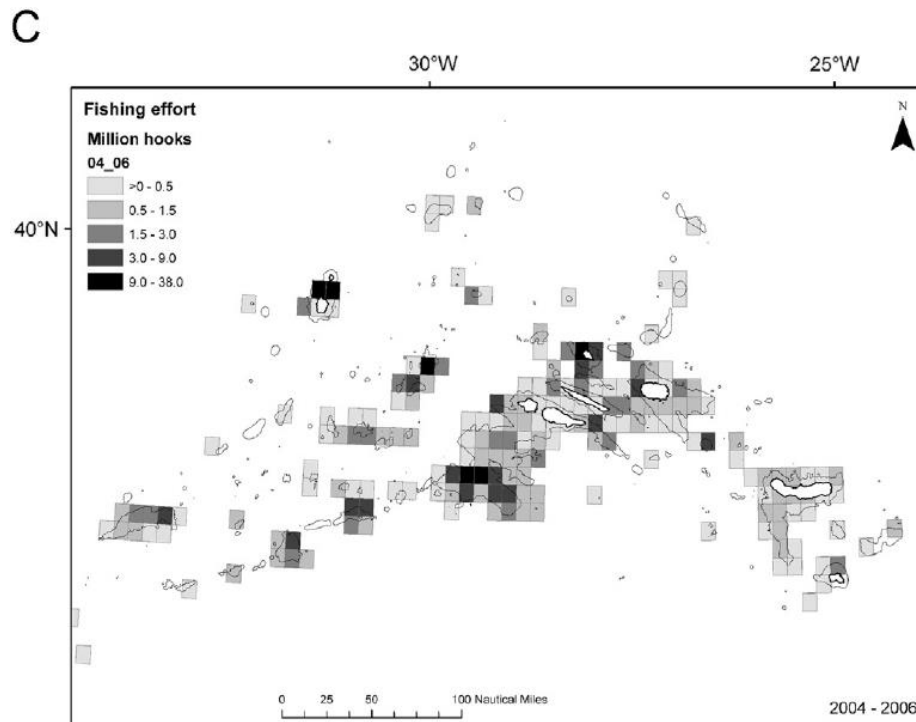 C
30°W 25°W
N
Fishing effort
Million hooks
04_06
>0 - 0.5
0.5 - 1.5
40°N
1.5 - 3.0
3.0 - 9.0
9.0 - 38.0
0 25 50 100 Nautical Miles
2004 - 2006